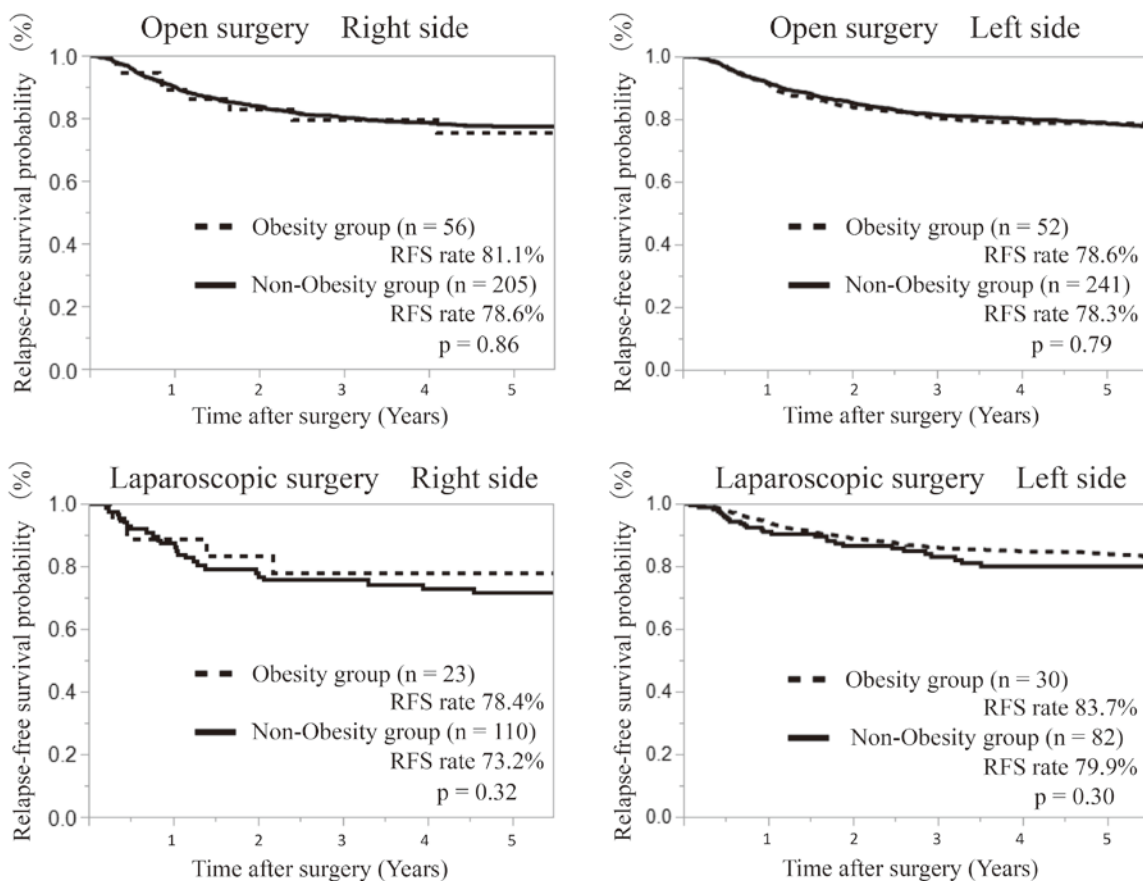 Open surgery Right side
Relapse-free survival probability (%)
1.0
0.8
0.6
0.4
0.2
0.0
Obesity group (n = 56)
RFS rate 81.1%
Non-Obesity group (n = 205)
RFS rate 78.6%
p = 0.86
1 2 3 4 5
Time after surgery (Years)
Open surgery Left side
Relapse-free survival probability (%)
1.0
0.8
0.6
0.4
0.2
0.0
Obesity group (n = 52)
RFS rate 78.6%
Non-Obesity group (n = 241)
RFS rate 78.3%
p = 0.79
1 2 3 4 5
Time after surgery (Years)
Laparoscopic surgery Right side
Relapse-free survival probability (%)
1.0
0.8
0.6
0.4
0.2
0.0
Obesity group (n = 23)
RFS rate 78.4%
Non-Obesity group (n = 110)
RFS rate 73.2%
p = 0.32
1 2 3 4 5
Time after surgery (Years)
Laparoscopic surgery Left side
Relapse-free survival probability (%)
1.0
0.8
0.6
0.4
0.2
0.0
Obesity group (n = 30)
RFS rate 83.7%
Non-Obesity group (n = 82)
RFS rate 79.9%
p = 0.30
1 2 3 4 5
Time after surgery (Years)